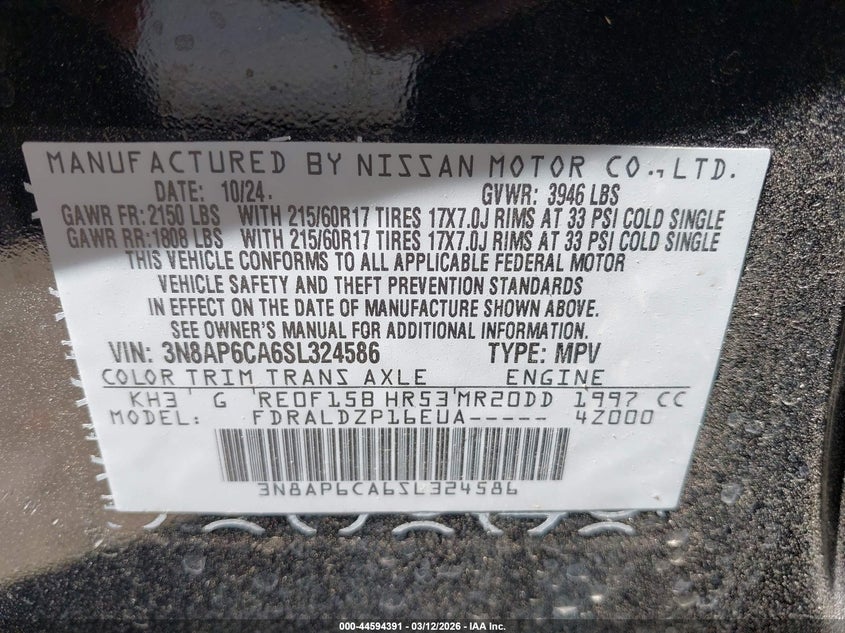 MANUFACTURED BY NISSAN MOTOR CO., LTD.
DATE: 10/24. GVWR: 3946 LBS
GAWR FR: 2150 LBS WITH 215/60R17 TIRES 17X7.0J RIMS AT 33 PSI COLD SINGLE
GAWR RR: 1808 LBS WITH 215/60R17 TIRES 17X7.0J RIMS AT 33 PSI COLD SINGLE
THIS VEHICLE CONFORMS TO ALL APPLICABLE FEDERAL MOTOR
VEHICLE SAFETY AND THEFT PREVENTION STANDARDS
IN EFFECT ON THE DATE OF MANUFACTURE SHOWN ABOVE.
SEE OWNER'S MANUAL FOR ADDITIONAL INFORMATION.
VIN: 3N8AP6CA6SL324586 TYPE: MPV
COLOR TRIM TRANS AXLE ENGINE
KH3 G RE0F15B HR53 MR20DD 1997 CC
MODEL: FDRALDZP16EUA----- 4Z000
3N8AP6CA6SL324586
000-44594391 - 03/12/2026 - IAA Inc.